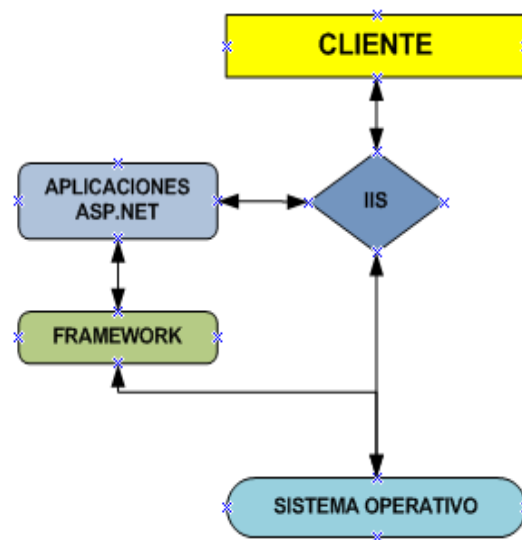 CLIENTE
APLICACIONES
ASP.NET
IIS
FRAMEWORK
SISTEMA OPERATIVO